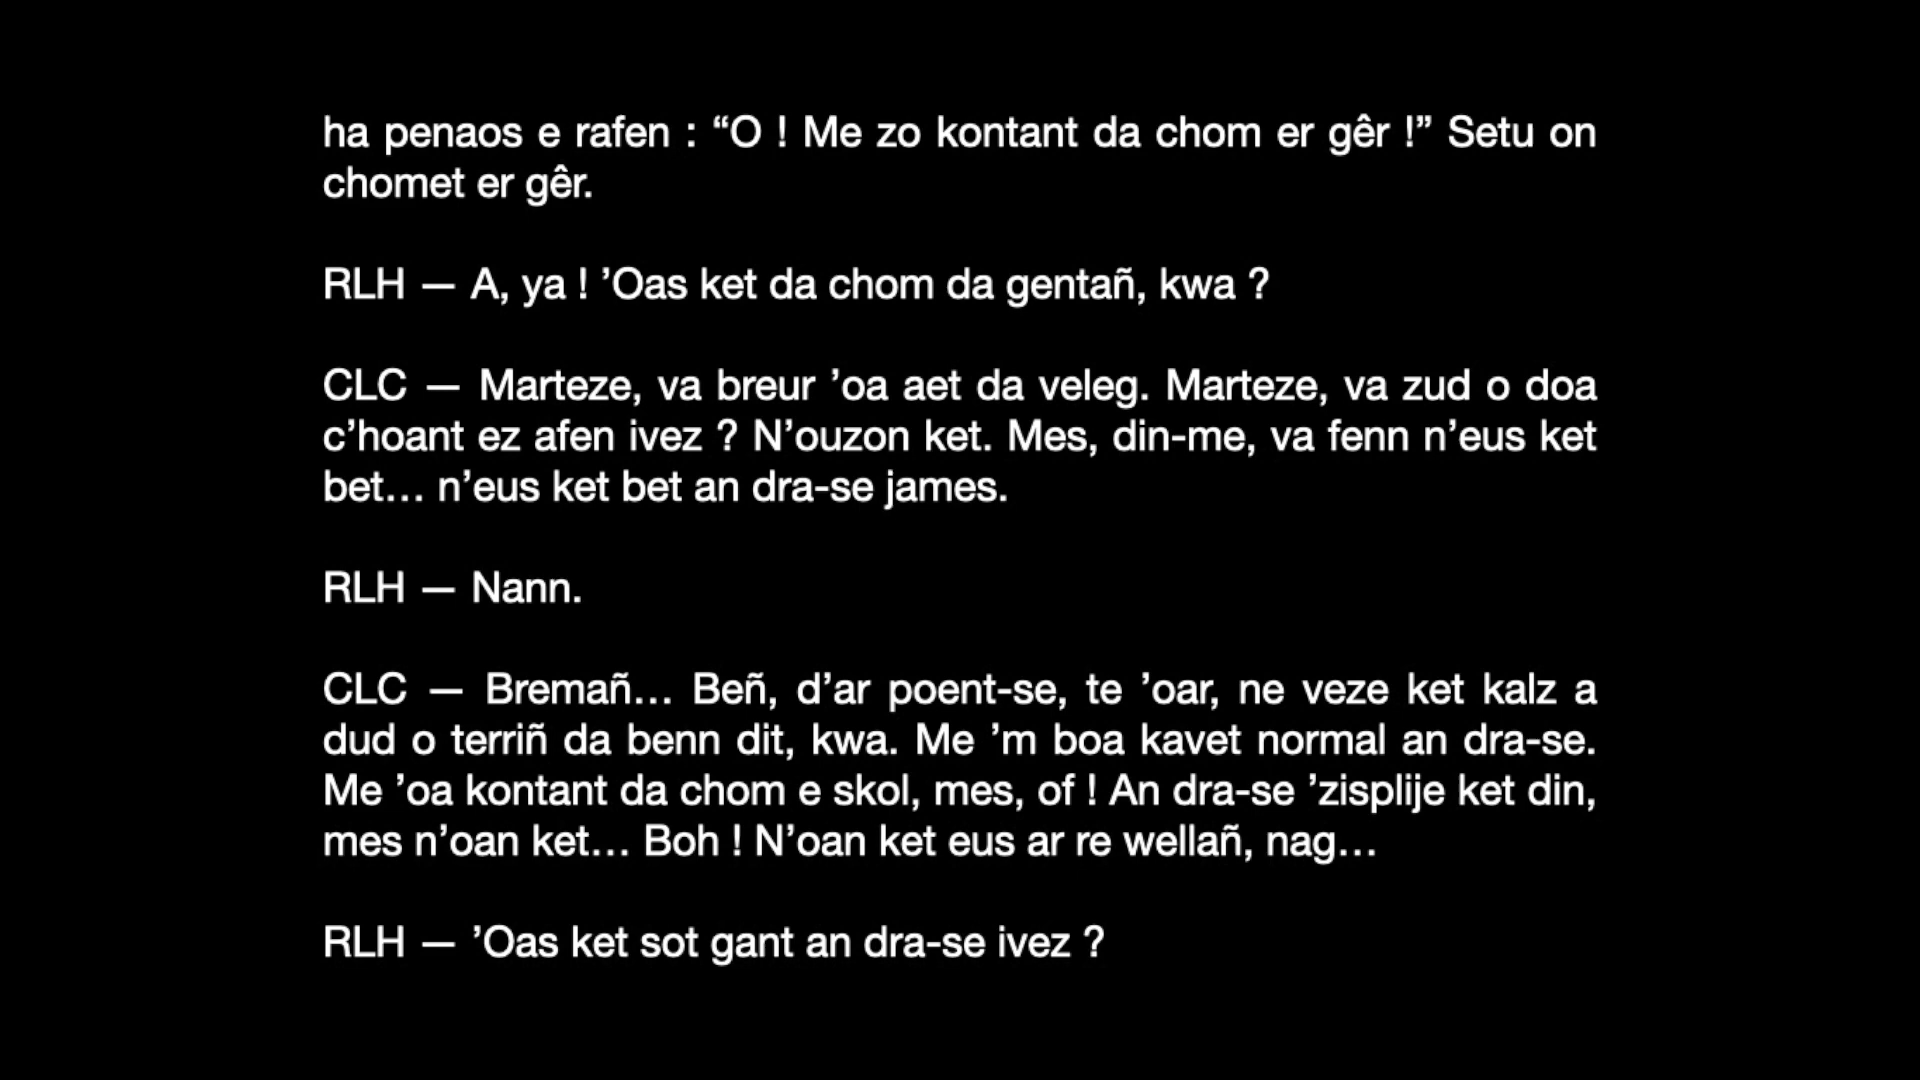 ha penaos e rafen : “O ! Me zo kontant da chom er gêr !” Setu on
chomet er gêr.
RLH — A, ya ! ’Oas ket da chom da gentañ, kwa ?
CLC — Marteze, va breur ’oa aet da veleg. Marteze, va zud o doa
c’hoant ez afen ivez ? N’ouzon ket. Mes, din-me, va fenn n’eus ket
bet… n’eus ket bet an dra-se james.
RLH — Nann.
CLC — Bremañ… Beñ, d’ar poent-se, te ’oar, ne veze ket kalz a
dud o terriñ da benn dit, kwa. Me ’m boa kavet normal an dra-se.
Me ’oa kontant da chom e skol, mes, of ! An dra-se ’zisplije ket din,
mes n’oan ket… Boh ! N’oan ket eus ar re wellañ, nag…
RLH — ’Oas ket sot gant an dra-se ivez ?